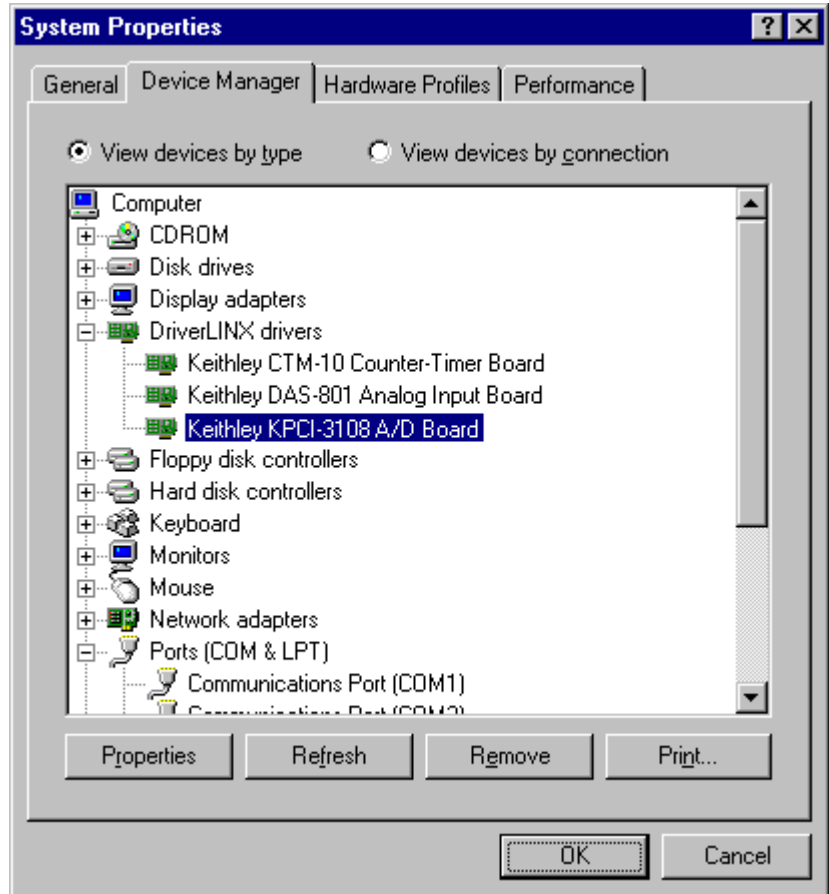 System Properties
General Device Manager Hardware Profiles Performance
View devices by type View devices by connection
Computer
CDROM
Disk drives
Display adapters
DriverLINX drivers
Keithley CTM-10 Counter-Timer Board
Keithley DAS-801 Analog Input Board
Keithley KPCI-3108 A/D Board
Floppy disk controllers
Hard disk controllers
Keyboard
Monitors
Mouse
Network adapters
Ports (COM & LPT)
Communications Port (COM1)
Communications Port
Properties Refresh Remove Print...
OK Cancel